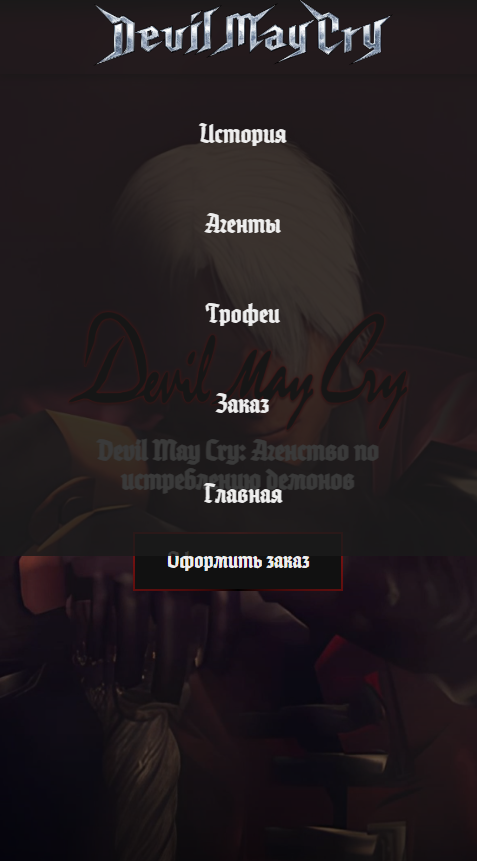 Devil May Cry
История
Агенты
Трофеи
Devil May Cry
Заказ
Devil May Cry: Агенство по
истреблению демонов
Главная
Оформить заказ